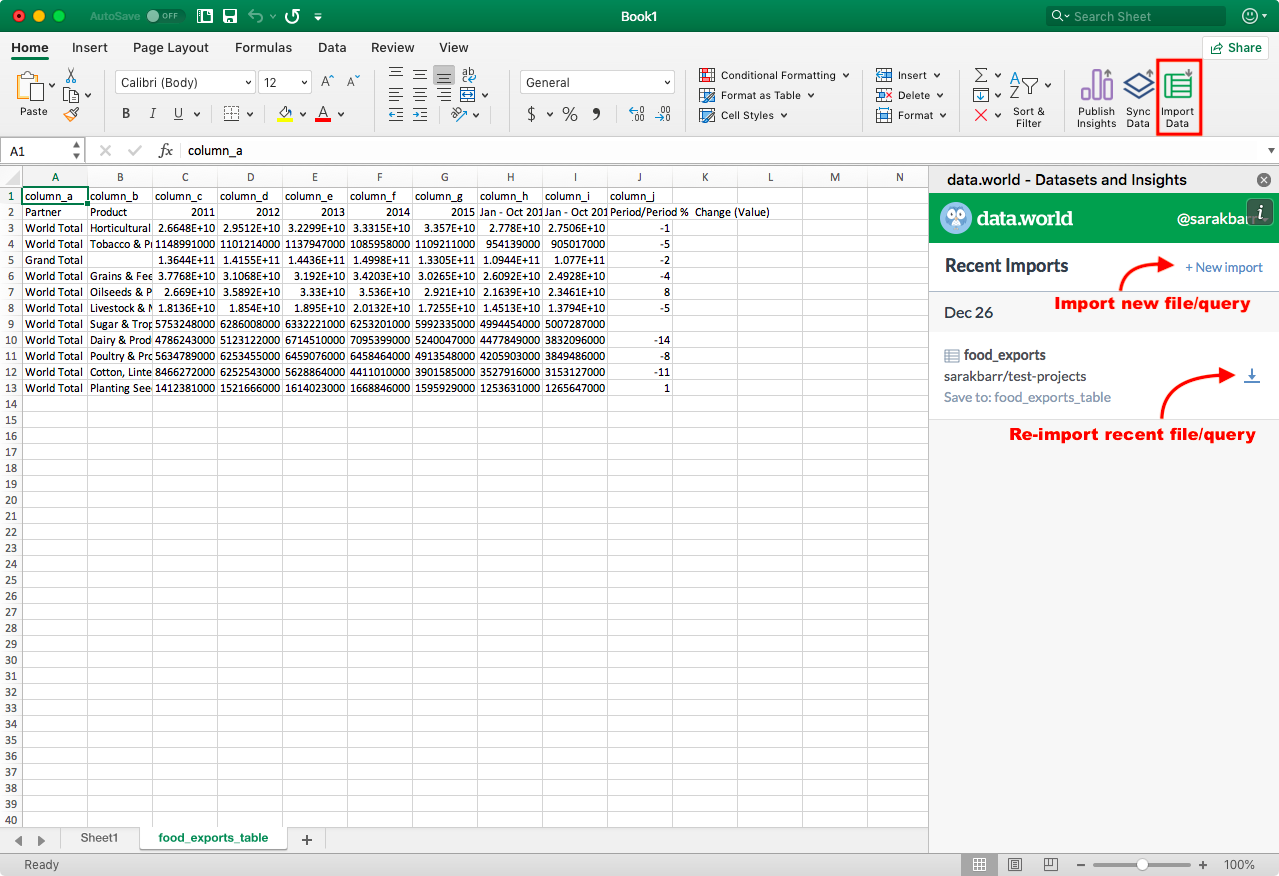 AutoSave OFF Book1 Search Sheet
Home Insert Page Layout Formulas Data Review View Share
Paste Calibri (Body) 12 A A B I U A ab c General $ % 9 .0 .00 .00 .0
Conditional Formatting Format as Table Cell Styles
Insert Delete Format
Σ A Z Sort & Filter
Publish Insights Sync Data Import Data
A1 fx column_a
A B C D E F G H I J K L M N
1 column_a column_b column_c column_d column_e column_f column_g column_h column_i column_j
2 Partner Product 2011 2012 2013 2014 2015 Jan - Oct 201 Jan - Oct 201 Period/Period % Change (Value)
3 World Total Horticultural 2.6648E+10 2.9512E+10 3.2299E+10 3.3315E+10 3.357E+10 2.778E+10 2.7506E+10 -1
4 World Total Tobacco & Pr 1148991000 1101214000 1137947000 1085958000 1109211000 954139000 905017000 -5
5 Grand Total 1.3644E+11 1.4155E+11 1.4436E+11 1.4998E+11 1.3305E+11 1.0944E+11 1.077E+11 -2
6 World Total Grains & Fee 3.7768E+10 3.1068E+10 3.192E+10 3.4203E+10 3.0265E+10 2.6092E+10 2.4928E+10 -4
7 World Total Oilseeds & P 2.669E+10 3.5892E+10 3.33E+10 3.536E+10 2.921E+10 2.1639E+10 2.3461E+10 8
8 World Total Livestock & M 1.8136E+10 1.854E+10 1.895E+10 2.0132E+10 1.7255E+10 1.4513E+10 1.3794E+10 -5
9 World Total Sugar & Trop 5753248000 6286008000 6332221000 6253201000 5992335000 4994454000 5007287000
10 World Total Dairy & Prod 4786243000 5123122000 6714510000 7095399000 5240047000 4477849000 3832096000 -14
11 World Total Poultry & Pro 5634789000 6253455000 6459076000 6458464000 4913548000 4205903000 3849486000 -8
12 World Total Cotton, Linte 8466272000 6252543000 5628864000 4411010000 3901585000 3527916000 3153127000 -11
13 World Total Planting See 1412381000 1521666000 1614023000 1668846000 1595929000 1253631000 1265647000 1
14
15
16
17
18
19
20
21
22
23
24
25
26
27
28
29
30
31
32
33
34
35
36
37
38
39
40
data.world - Datasets and Insights
data.world @sarakbarr i
Recent Imports + New import
Import new file/query
Dec 26
food_exports
sarakbarr/test-projects
Save to: food_exports_table
Re-import recent file/query
Sheet1 food_exports_table +
Ready 100%